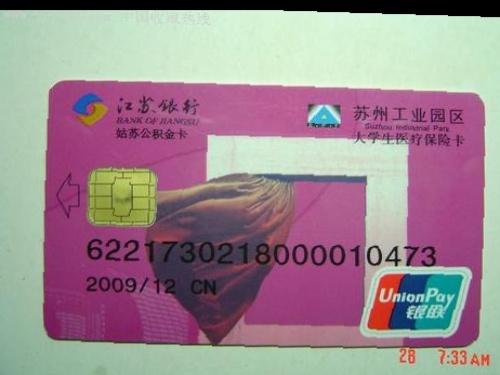 中国收藏热线
江苏银行
BANK OF JIANGSU
姑苏公积金卡
苏州工业园区
Suzhou Industrial Park
大学生医疗保险卡
6221730218000010473
2009/12 CN
UnionPay
银联
28 7:33AM